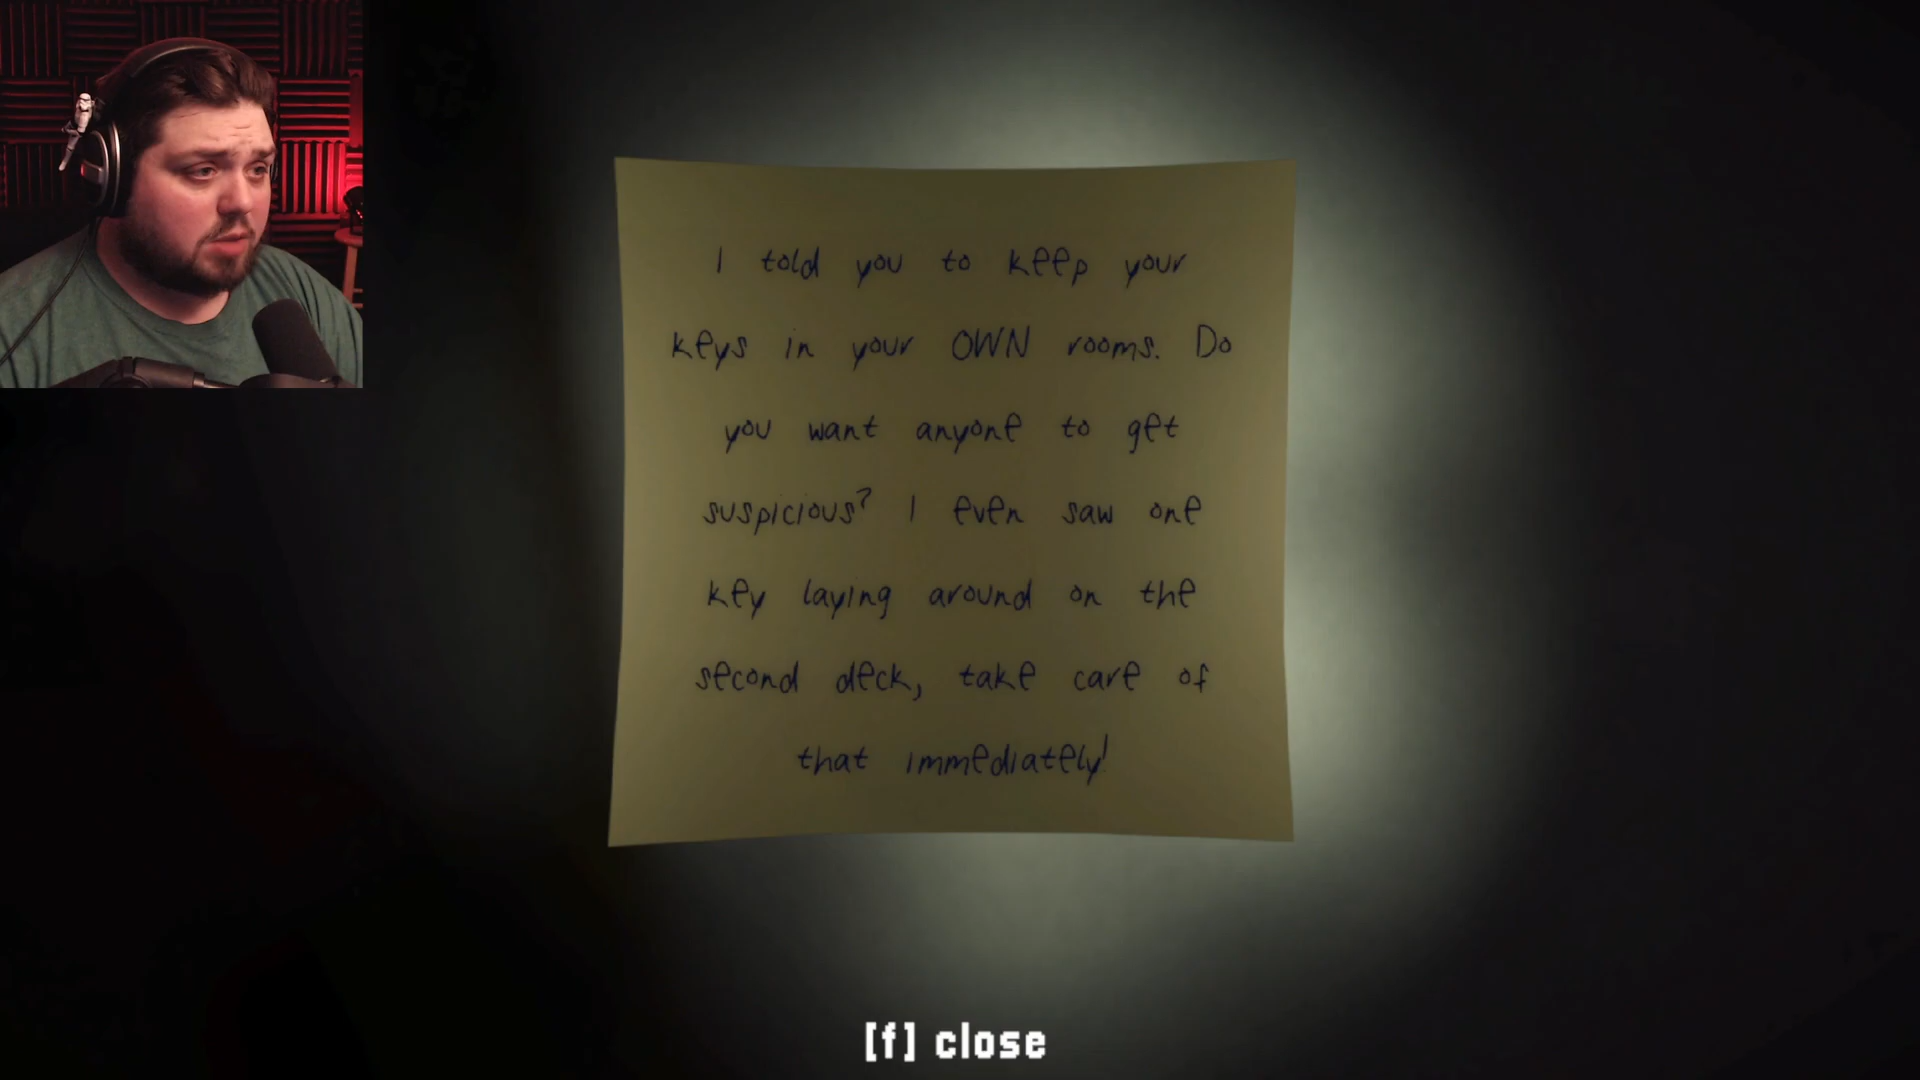 I told you to keep your
keys in your OWN rooms. Do
you want anyone to get
suspicious? I even saw one
key laying around on the
second deck, take care of
that immediately!
[f] close